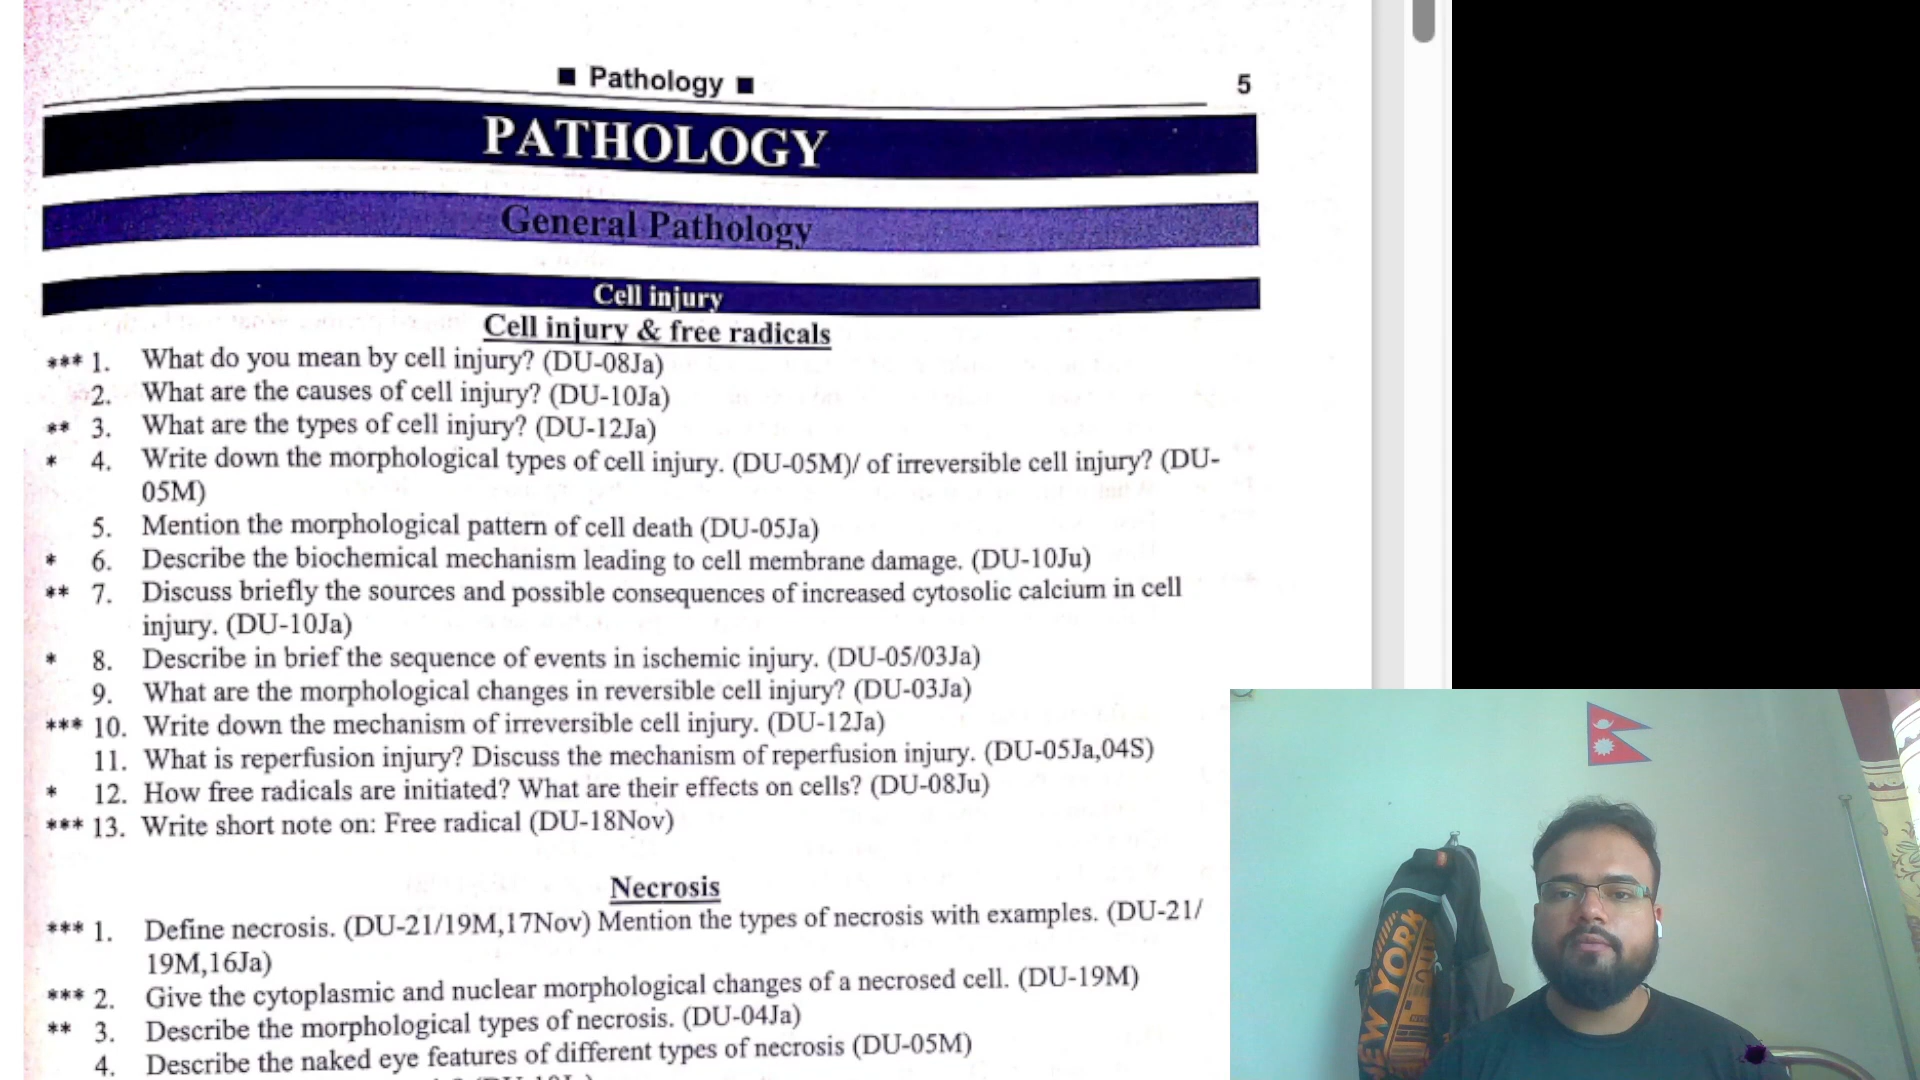 ■ Pathology ■ 5
PATHOLOGY
General Pathology
Cell injury
Cell injury & free radicals
*** 1. What do you mean by cell injury? (DU-08Ja)
2. What are the causes of cell injury? (DU-10Ja)
** 3. What are the types of cell injury? (DU-12Ja)
* 4. Write down the morphological types of cell injury. (DU-05M)/ of irreversible cell injury? (DU-
05M)
5. Mention the morphological pattern of cell death (DU-05Ja)
* 6. Describe the biochemical mechanism leading to cell membrane damage. (DU-10Ju)
** 7. Discuss briefly the sources and possible consequences of increased cytosolic calcium in cell
injury. (DU-10Ja)
* 8. Describe in brief the sequence of events in ischemic injury. (DU-05/03Ja)
9. What are the morphological changes in reversible cell injury? (DU-03Ja)
*** 10. Write down the mechanism of irreversible cell injury. (DU-12Ja)
11. What is reperfusion injury? Discuss the mechanism of reperfusion injury. (DU-05Ja,04S)
* 12. How free radicals are initiated? What are their effects on cells? (DU-08Ju)
*** 13. Write short note on: Free radical (DU-18Nov)
Necrosis
*** 1. Define necrosis. (DU-21/19M,17Nov) Mention the types of necrosis with examples. (DU-21/
19M,16Ja)
*** 2. Give the cytoplasmic and nuclear morphological changes of a necrosed cell. (DU-19M)
** 3. Describe the morphological types of necrosis. (DU-04Ja)
4. Describe the naked eye features of different types of necrosis (DU-05M)
NEW YORK